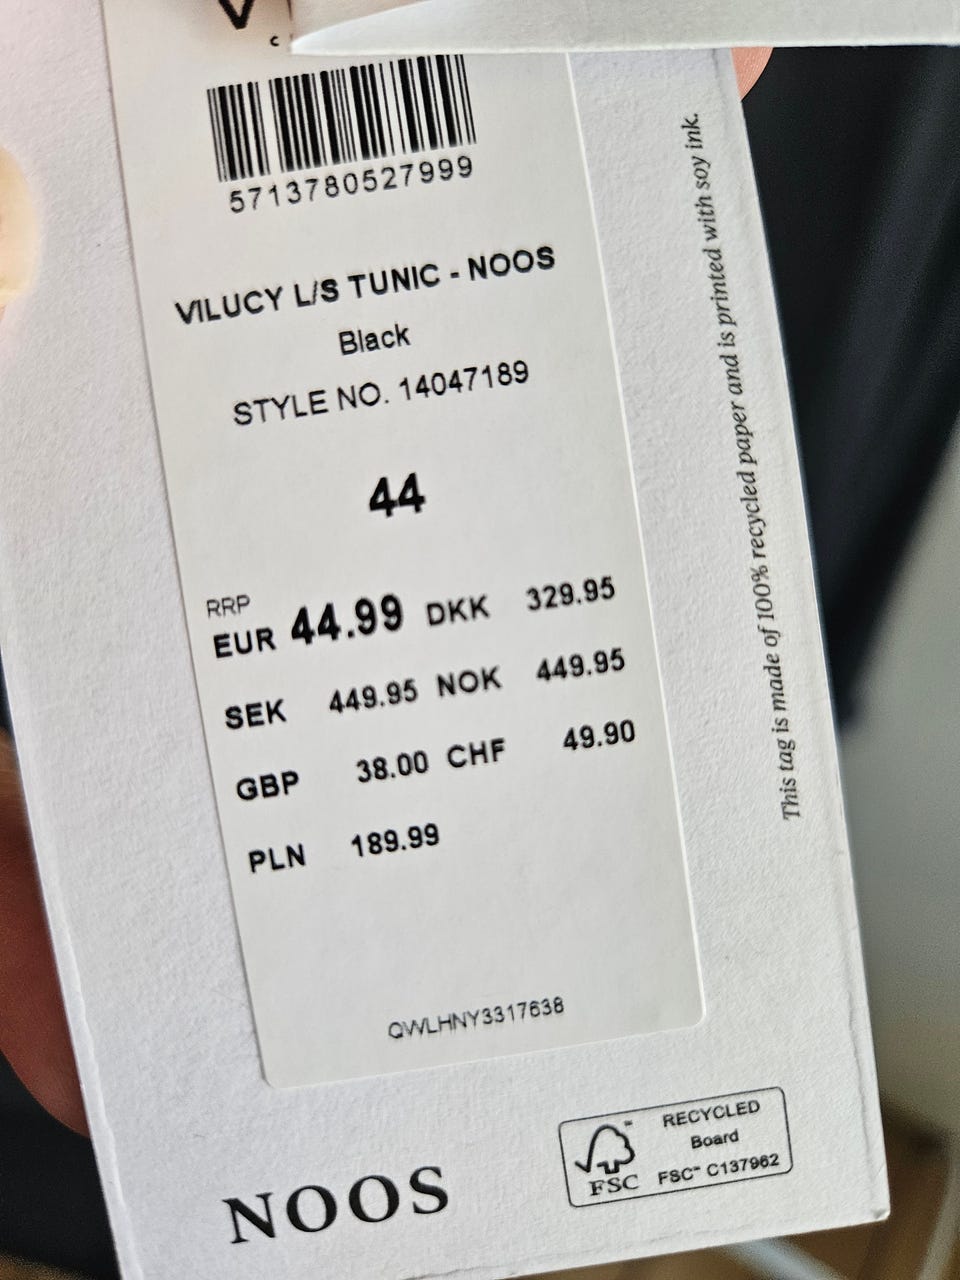 5713780527999
VILUCY L/S TUNIC - NOOS
Black
STYLE NO. 14047189
44
RRP
EUR 44.99 DKK 329.95
SEK 449.95 NOK 449.95
GBP 38.00 CHF 49.90
PLN 189.99
QWLHNY3317638
This tag is made of 100% recycled paper and is printed with soy ink.
NOOS
FSC
RECYCLED
Board
FSC™ C137962